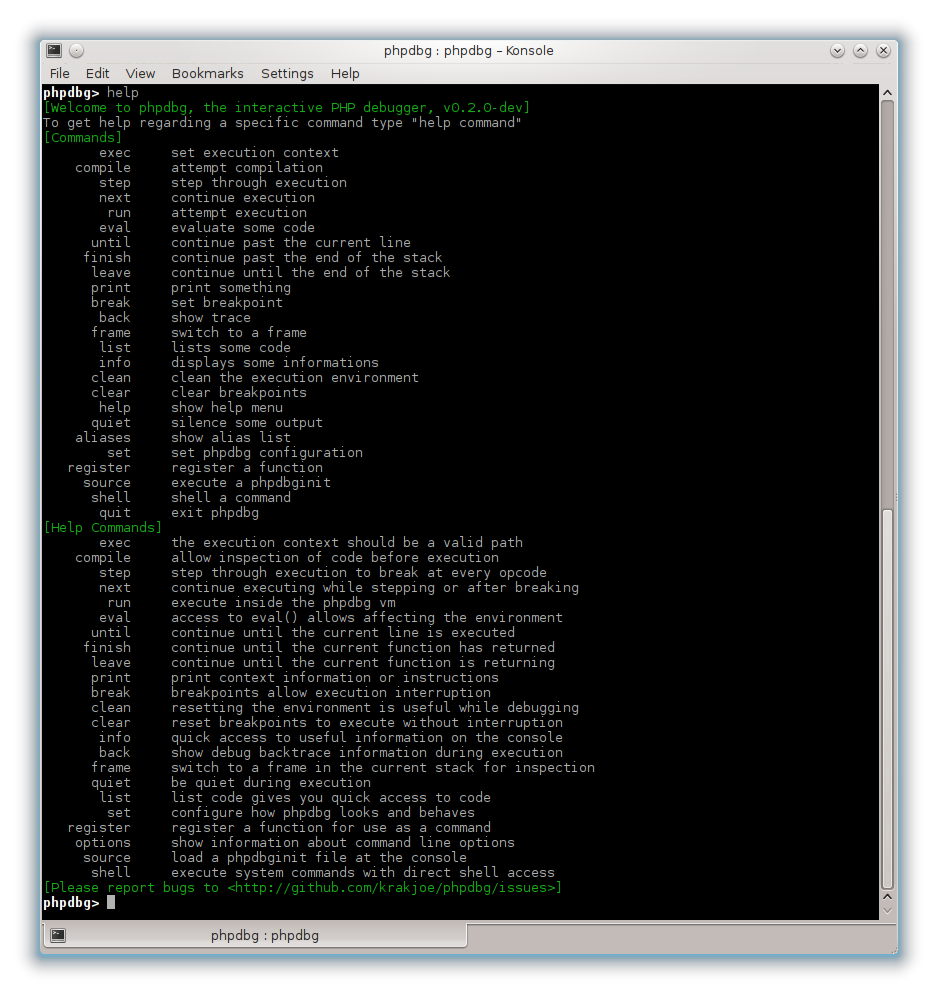 phpdbg : phpdbg – Konsole
File Edit View Bookmarks Settings Help
phpdbg> help
[Welcome to phpdbg, the interactive PHP debugger, v0.2.0-dev]
To get help regarding a specific command type "help command"
[Commands]
exec set execution context
compile attempt compilation
step step through execution
next continue execution
run attempt execution
eval evaluate some code
until continue past the current line
finish continue past the end of the stack
leave continue until the end of the stack
print print something
break set breakpoint
back show trace
frame switch to a frame
list lists some code
info displays some informations
clean clean the execution environment
clear clear breakpoints
help show help menu
quiet silence some output
aliases show alias list
set set phpdbg configuration
register register a function
source execute a phpdbginit
shell shell a command
quit exit phpdbg
[Help Commands]
exec the execution context should be a valid path
compile allow inspection of code before execution
step step through execution to break at every opcode
next continue executing while stepping or after breaking
run execute inside the phpdbg vm
eval access to eval() allows affecting the environment
until continue until the current line is executed
finish continue until the current function has returned
leave continue until the current function is returning
print print context information or instructions
break breakpoints allow execution interruption
clean resetting the environment is useful while debugging
clear reset breakpoints to execute without interruption
info quick access to useful information on the console
back show debug backtrace information during execution
frame switch to a frame in the current stack for inspection
quiet be quiet during execution
list list code gives you quick access to code
set configure how phpdbg looks and behaves
register register a function for use as a command
options show information about command line options
source load a phpdbginit file at the console
shell execute system commands with direct shell access
[Please report bugs to <http://github.com/krakjoe/phpdbg/issues>]
phpdbg>
phpdbg : phpdbg